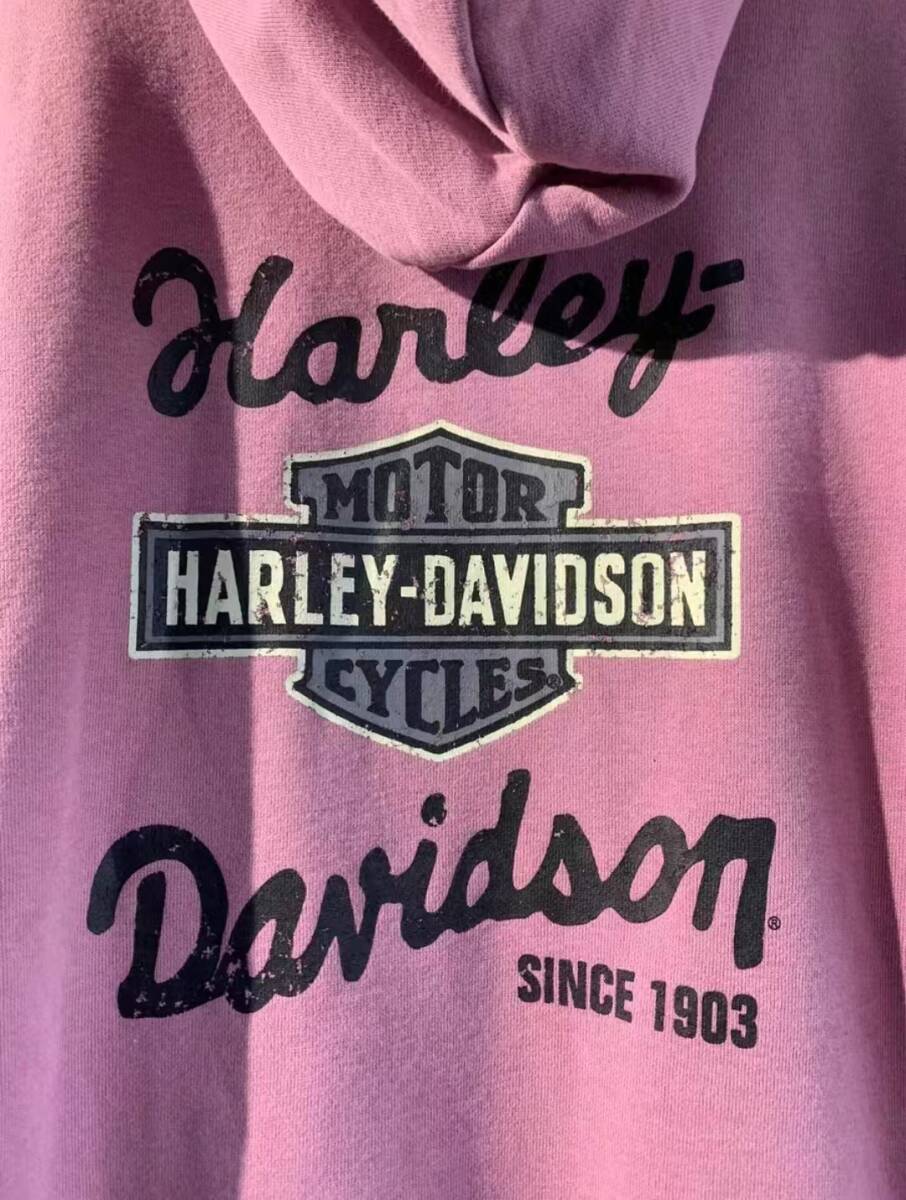 Harley-
MOTOR
HARLEY-DAVIDSON
CYCLES®
Davidson®
SINCE 1903